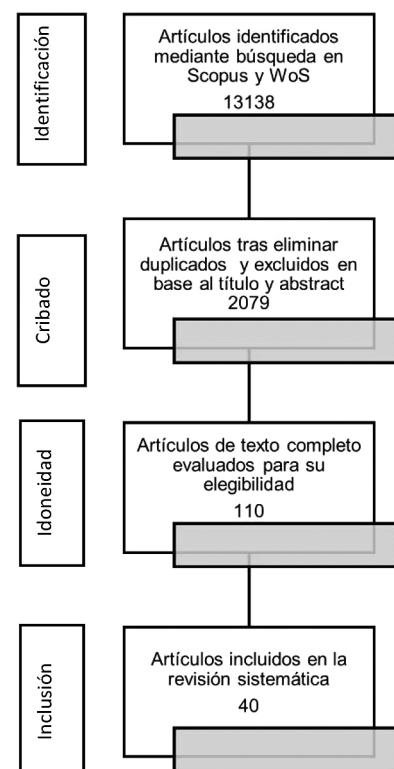 Identificación
Artículos identificados
mediante búsqueda en
Scopus y WoS
13138
Cribado
Artículos tras eliminar
duplicados y excluidos en
base al título y abstract
2079
Idoneidad
Artículos de texto completo
evaluados para su
elegibilidad
110
Inclusión
Artículos incluidos en la
revisión sistemática
40